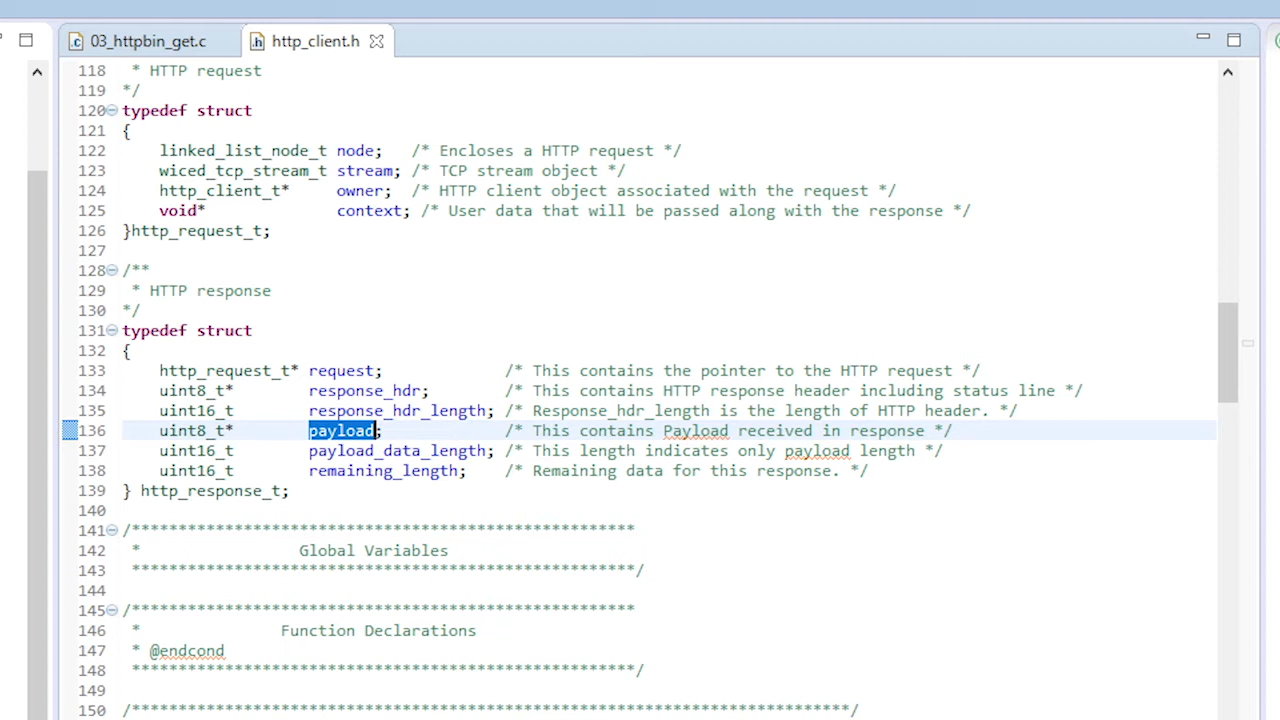 03_httpbin_get.c http_client.h
118 * HTTP request
119 */
120 typedef struct
121 {
122 linked_list_node_t node; /* Encloses a HTTP request */
123 wiced_tcp_stream_t stream; /* TCP stream object */
124 http_client_t* owner; /* HTTP client object associated with the request */
125 void* context; /* User data that will be passed along with the response */
126 }http_request_t;
127
128 /**
129 * HTTP response
130 */
131 typedef struct
132 {
133 http_request_t* request; /* This contains the pointer to the HTTP request */
134 uint8_t* response_hdr; /* This contains HTTP response header including status line */
135 uint16_t response_hdr_length; /* Response_hdr_length is the length of HTTP header. */
136 uint8_t* payload; /* This contains Payload received in response */
137 uint16_t payload_data_length; /* This length indicates only payload length */
138 uint16_t remaining_length; /* Remaining data for this response. */
139 } http_response_t;
140
141 /******************************************************
142 * Global Variables
143 ******************************************************/
144
145 /******************************************************
146 * Function Declarations
147 * @endcond
148 ******************************************************/
149
150 /*****************************************************************************/